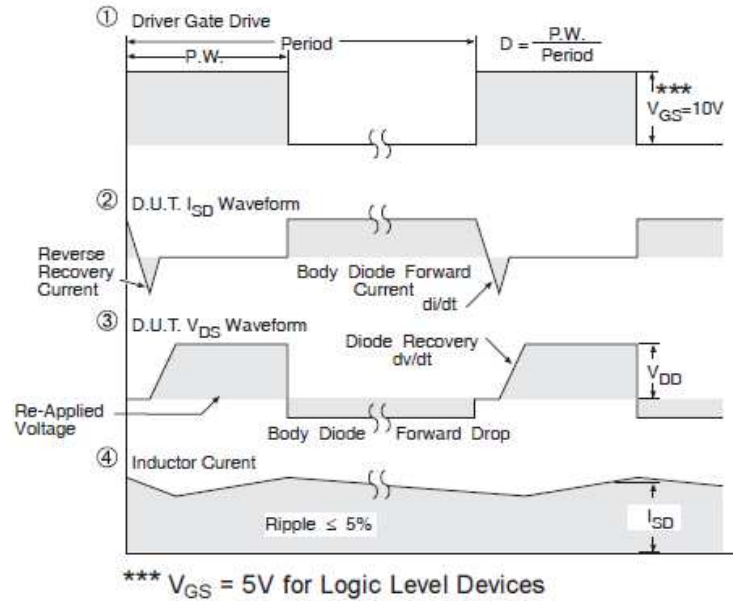 ① Driver Gate Drive
Period
P.W.
D = P.W.
Period
***
VGS=10V
② D.U.T. ISD Waveform
Reverse
Recovery
Current
Body Diode Forward
Current
di/dt
③ D.U.T. VDS Waveform
Diode Recovery
dv/dt
VDD
Re-Applied
Voltage
Body Diode Forward Drop
④ Inductor Curent
Ripple ≤ 5%
ISD
*** VGS = 5V for Logic Level Devices